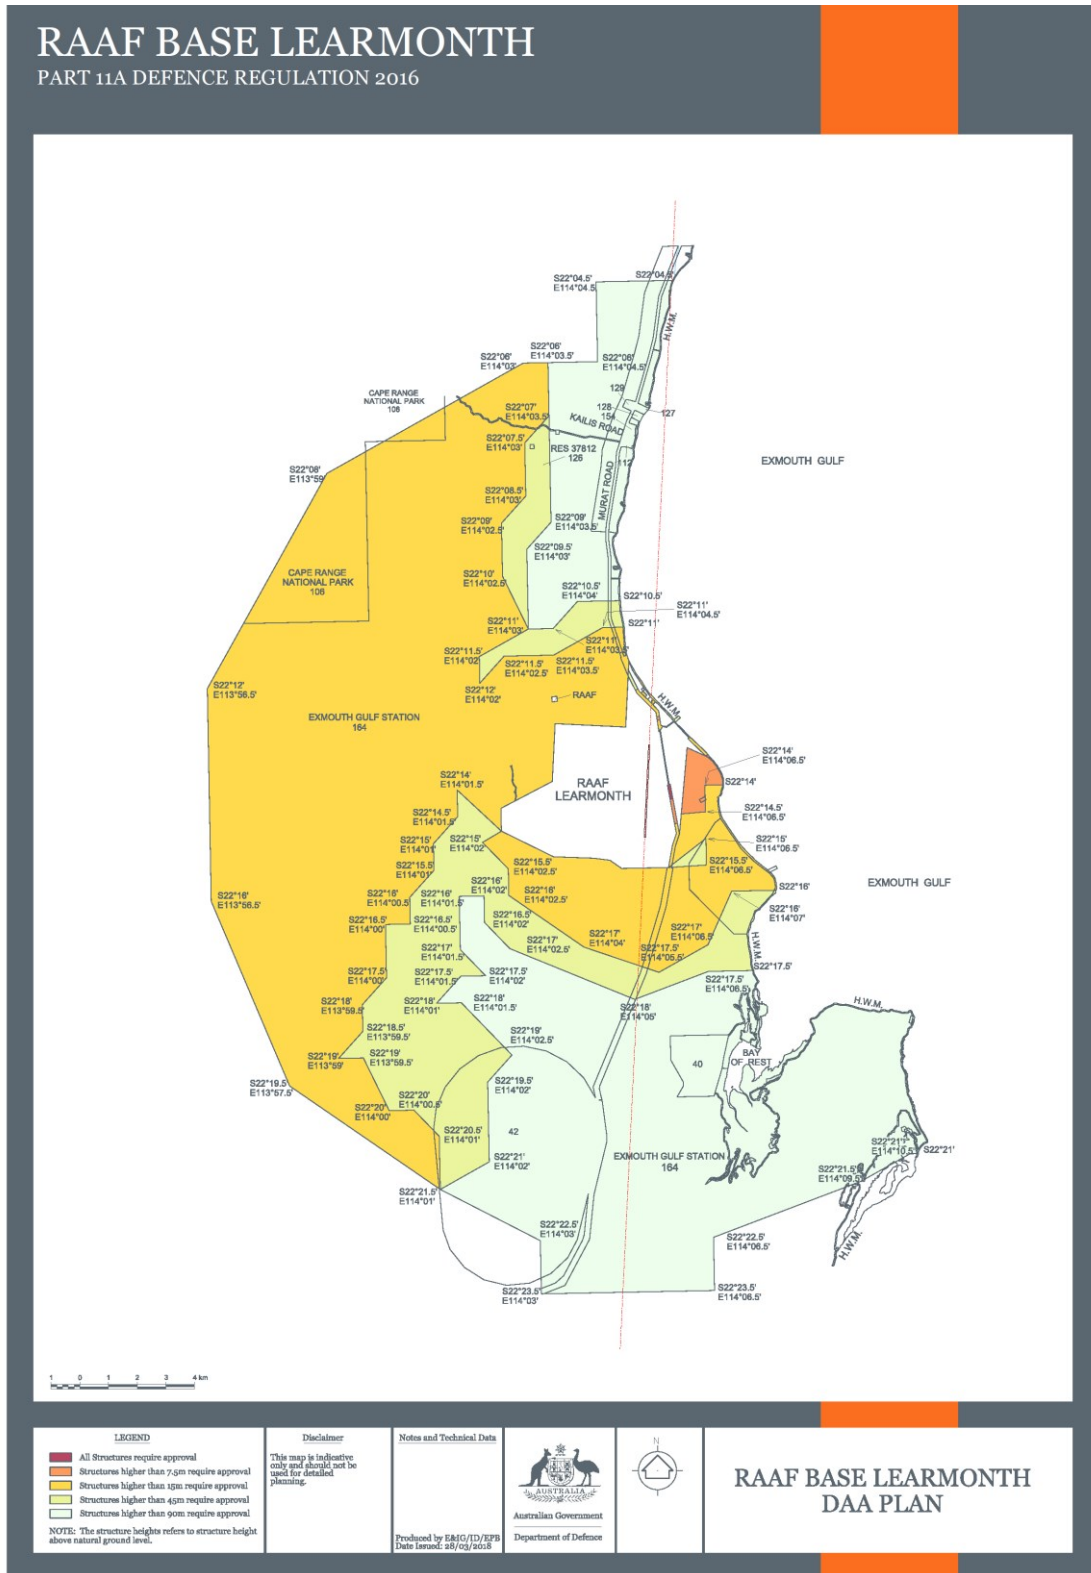 RAAF BASE LEARMONTH
PART 11A DEFENCE REGULATION 2016
S22°04.5'
E114°04.5
S22°04.5'
H.W.M.
S22°06'
E114°03.5'
S22°06'
E114°03'
S22°06'
E114°04.5'
CAPE RANGE
NATIONAL PARK
108
129
128
154
127
S22°07'
E114°03.5'
KAILIS ROAD
S22°07.5'
E114°03'
RES 37812
126
112
EXMOUTH GULF
S22°08'
E113°59'
MURAT ROAD
S22°08.5'
E114°03'
S22°09'
E114°02.5'
S22°09'
E114°03.5'
S22°09.5'
E114°03'
CAPE RANGE
NATIONAL PARK
106
S22°10'
E114°02.5'
S22°10.5'
E114°04'
S22°10.5'
S22°11'
E114°04.5'
S22°11'
E114°03'
S22°11'
S22°11'
E114°03.5'
S22°11.5'
E114°02'
S22°11.5'
E114°02.5'
S22°11.5'
E114°03.5'
S22°12'
E113°56.5'
S22°12'
E114°02'
RAAF
H.W.M.
EXMOUTH GULF STATION
164
S22°14'
E114°06.5'
S22°14'
E114°01.5'
S22°14'
RAAF
LEARMONTH
S22°14.5'
E114°01.5'
S22°14.5'
E114°06.5'
S22°15'
E114°01'
S22°15'
E114°02'
S22°15'
E114°06.5'
S22°15.5'
E114°01'
S22°15.5'
E114°02.5'
S22°15.5'
E114°06.5'
EXMOUTH GULF
S22°16'
E113°56.5'
S22°16'
E114°00.5'
S22°16'
E114°01.5'
S22°16'
E114°02'
S22°16'
E114°02.5'
S22°16'
S22°16'
E114°07'
S22°16.5'
E114°00'
S22°16.5'
E114°00.5'
S22°16.5'
E114°02'
S22°17'
E114°01.5'
S22°17'
E114°02.5'
S22°17'
E114°04'
S22°17'
E114°06.5'
S22°17.5'
E114°05.5'
H.W.M.
S22°17.5'
S22°17.5'
E114°00'
S22°17.5'
E114°01.5'
S22°17.5'
E114°02'
S22°17.5'
E114°06.5'
S22°18'
E113°59.5'
S22°18'
E114°01'
S22°18'
E114°01.5'
S22°18'
E114°05'
H.W.M.
S22°18.5'
E113°59.5'
S22°19'
E114°02.5'
S22°19'
E113°59'
S22°19'
E113°59.5'
40
BAY
OF REST
S22°19.5'
E113°57.5'
S22°19.5'
E114°02'
S22°20'
E114°00'
S22°20'
E114°00.5'
S22°20.5'
E114°01'
42
S22°21'
E114°02'
EXMOUTH GULF STATION
164
S22°21'
E114°10.5'
S22°21'
S22°21.5'
E114°09.5'
S22°21.5'
E114°01'
S22°22.5'
E114°03'
S22°22.5'
E114°06.5'
H.W.M.
S22°23.5'
E114°03'
S22°23.5'
E114°06.5'
1 0 1 2 3 4 km
LEGEND
All Structures require approval
Structures higher than 7.5m require approval
Structures higher than 15m require approval
Structures higher than 45m require approval
Structures higher than 90m require approval
NOTE: The structure heights refers to structure height
above natural ground level.
Disclaimer
This map is indicative
only and should not be
used for detailed
planning.
Notes and Technical Data
Produced by E&IG/ID/EPB
Date Issued: 28/03/2018
AUSTRALIA
Australian Government
Department of Defence
N
RAAF BASE LEARMONTH
DAA PLAN